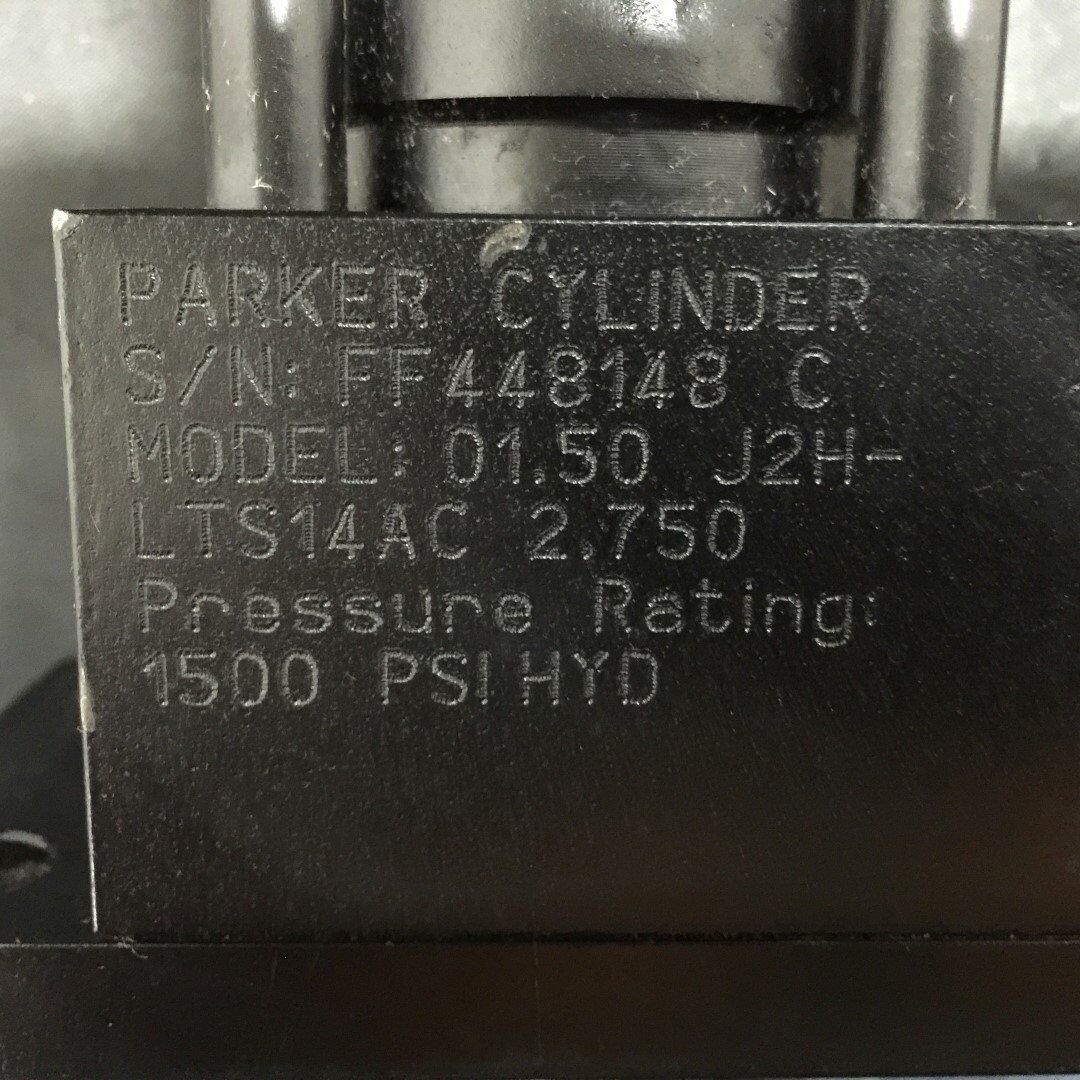 PARKER CYLINDER
S/N: FF448148 C
MODEL: 01.50 J2H-
LTS14AC 2.750
Pressure Rating:
1500 PSI HYD